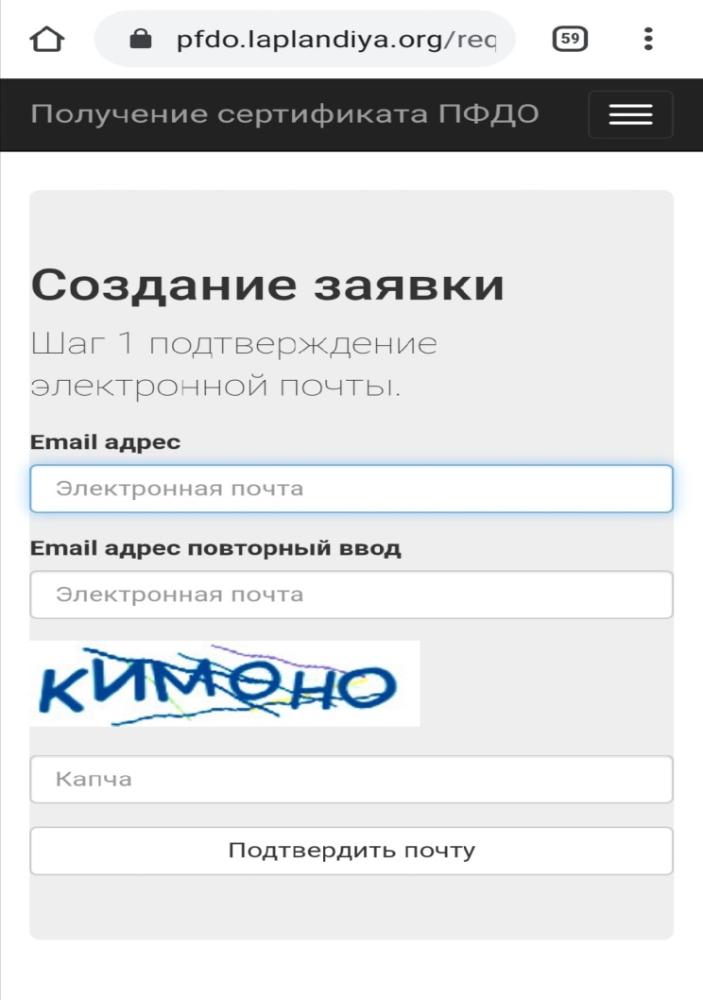 pfdo.laplandiya.org/req
59
Получение сертификата ПФДО
Создание заявки
Шаг 1 подтверждение
электронной почты.
Email адрес
Электронная почта
Email адрес повторный ввод
Электронная почта
КИМОНО
Капча
Подтвердить почту